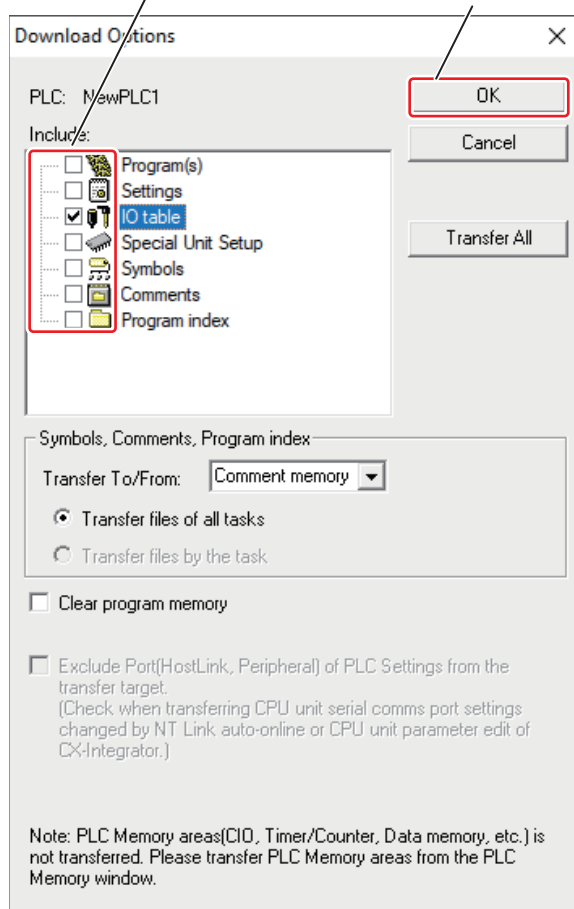 Download Options
PLC: NewPLC1
OK
Include:
Cancel
Program(s)
Settings
IO table
Special Unit Setup
Transfer All
Symbols
Comments
Program index
Symbols, Comments, Program index
Transfer To/From: Comment memory
Transfer files of all tasks
Transfer files by the task
Clear program memory
Exclude Port(HostLink, Peripheral) of PLC Settings from the
transfer target.
(Check when transferring CPU unit serial comms port settings
changed by NT Link auto-online or CPU unit parameter edit of
CX-Integrator.)
Note: PLC Memory areas(CIO, Timer/Counter, Data memory, etc.) is
not transferred. Please transfer PLC Memory areas from the PLC
Memory window.